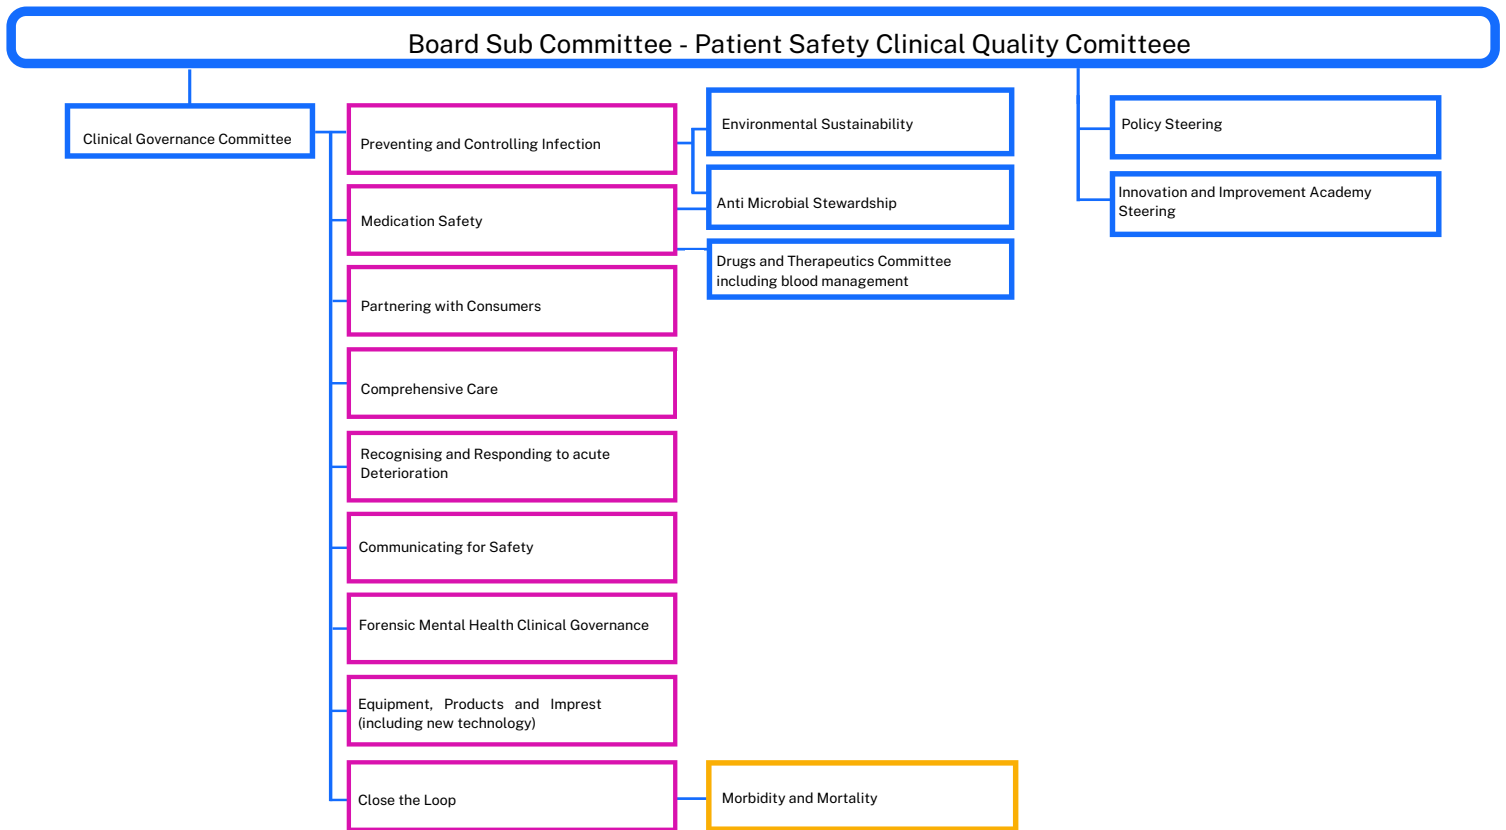 Board Sub Committee - Patient Safety Clinical Quality Comitteee
Clinical Governance Committee
Preventing and Controlling Infection
Medication Safety
Partnering with Consumers
Comprehensive Care
Recognising and Responding to acute
Deterioration
Communicating for Safety
Forensic Mental Health Clinical Governance
Equipment, Products and Imprest
(including new technology)
Close the Loop
Environmental Sustainability
Anti Microbial Stewardship
Drugs and Therapeutics Committee
including blood management
Morbidity and Mortality
Policy Steering
Innovation and Improvement Academy
Steering